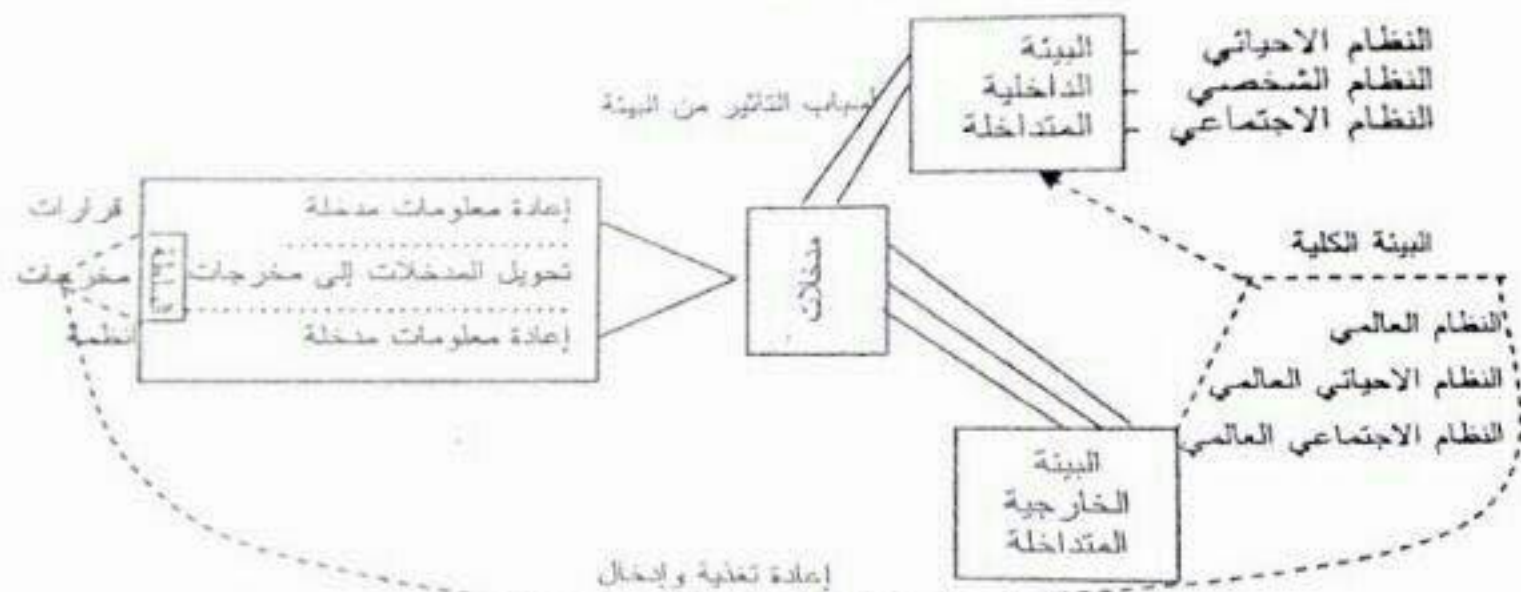 النظام الاحيائي
النظام الشخصي
النظام الاجتماعي
البيئة
الداخلية
المتداخلة
اسباب التاثير من البيئة
البيئة الكلية
النظام العالمي
النظام الاحيائي العالمي
النظام الاجتماعي العالمي
مدخلات
إعادة معلومات مدخلة
تحويل المدخلات إلى مخرجات
إعادة معلومات مدخلة
قرارات
مخرجات
أنظمة
البيئة
الخارجية
المتداخلة
إعادة تغذية وإدخال